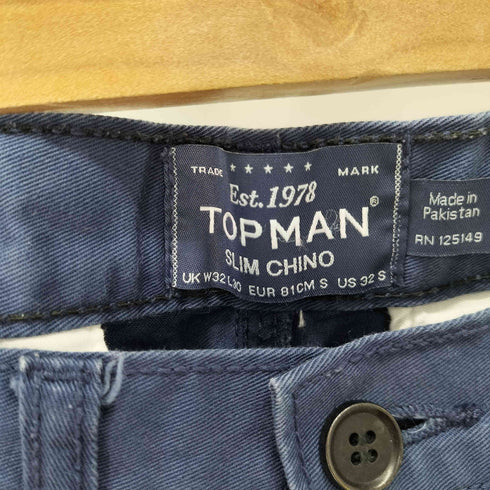 TRADE ★★★★★ MARK
Est. 1978
TOPMAN®
SLIM CHINO
UK W32 L30 EUR 81CM S US 32 S
Made in
Pakistan
RN 125149